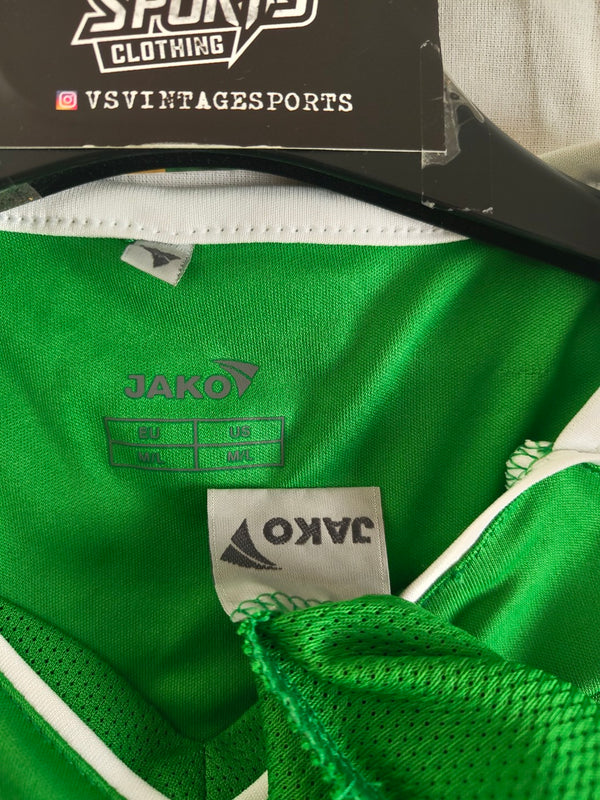 SPORTS
CLOTHING
VSVINTAGESPORTS
JAKO
EU US
M/L M/L
JAKO